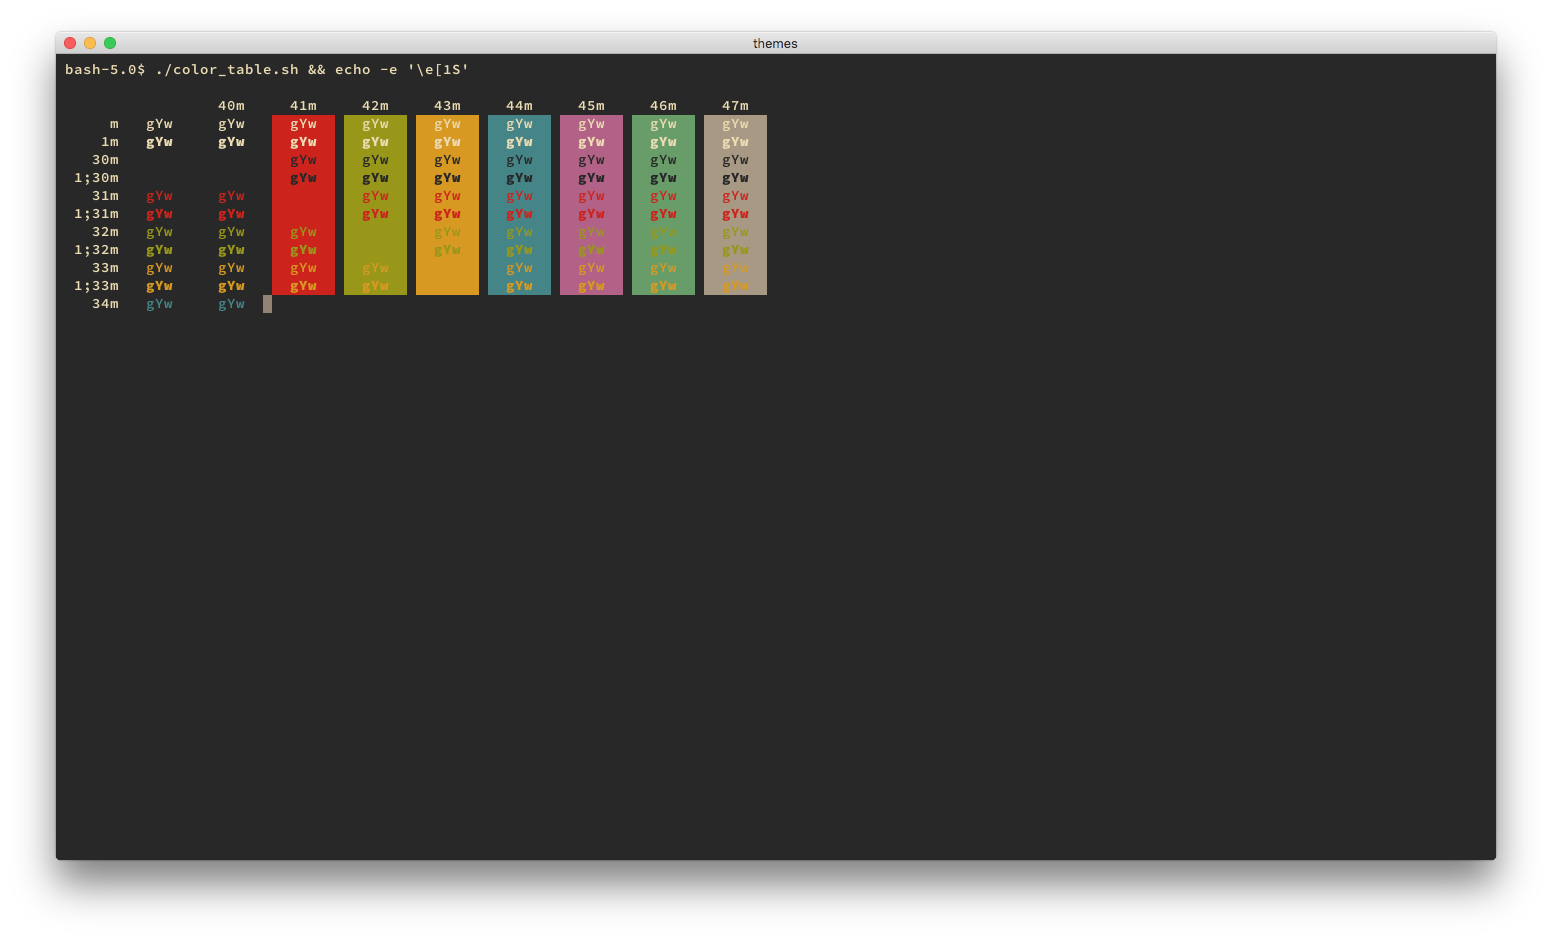 themes
bash-5.0$ ./color_table.sh && echo -e '\e[1S'
40m 41m 42m 43m 44m 45m 46m 47m
m gYw gYw gYw gYw gYw gYw gYw gYw gYw
1m gYw gYw gYw gYw gYw gYw gYw gYw gYw
30m gYw gYw gYw gYw gYw gYw gYw
1;30m gYw gYw gYw gYw gYw gYw gYw
31m gYw gYw gYw gYw gYw gYw gYw gYw
1;31m gYw gYw gYw gYw gYw gYw gYw gYw
32m gYw gYw gYw gYw gYw gYw gYw gYw
1;32m gYw gYw gYw gYw gYw gYw gYw gYw
33m gYw gYw gYw gYw gYw gYw gYw gYw
1;33m gYw gYw gYw gYw gYw gYw gYw gYw
34m gYw gYw